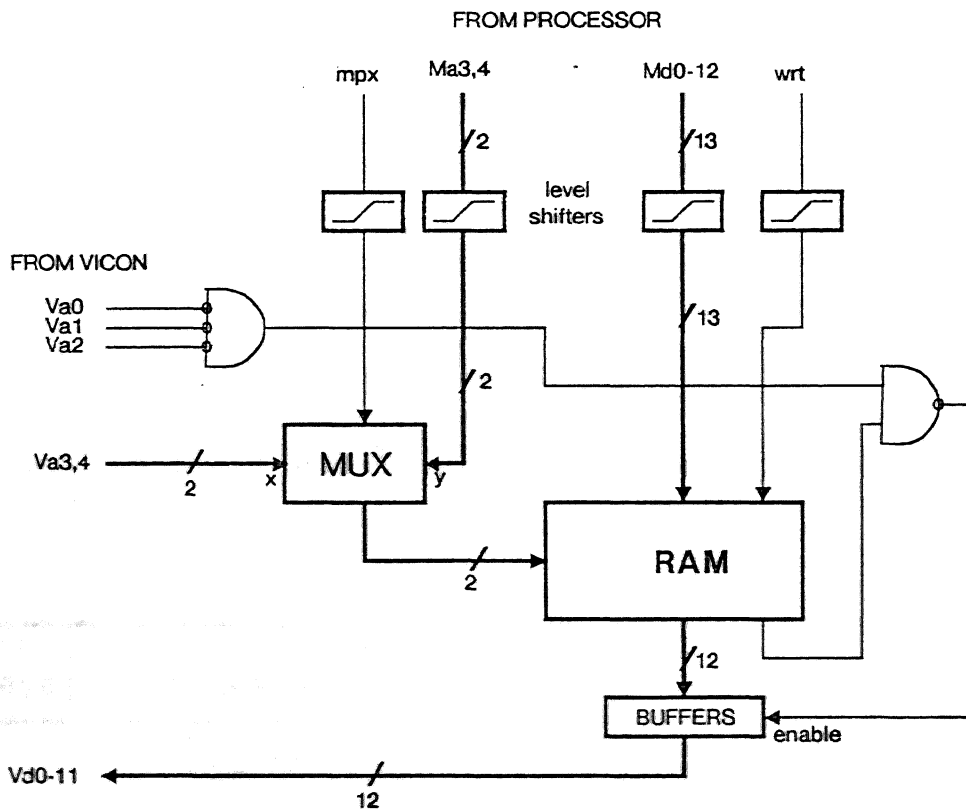 FROM PROCESSOR
mpx
Ma3,4
Md0-12
wrt
2
13
level
shifters
FROM VICON
Va0
Va1
Va2
13
2
Va3,4
2
x
MUX
y
2
RAM
12
BUFFERS
enable
Vd0-11
12